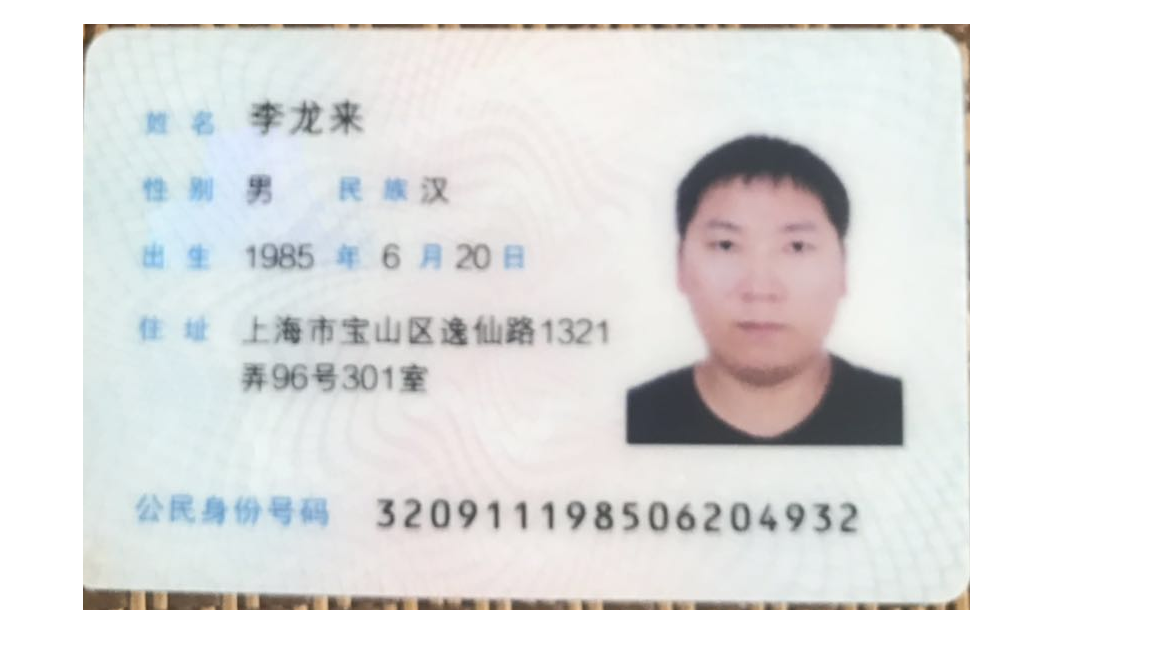 姓名 李龙来
性别 男 民族 汉
出生 1985 年 6 月 20 日
住址 上海市宝山区逸仙路1321
弄96号301室
公民身份号码 320911198506204932